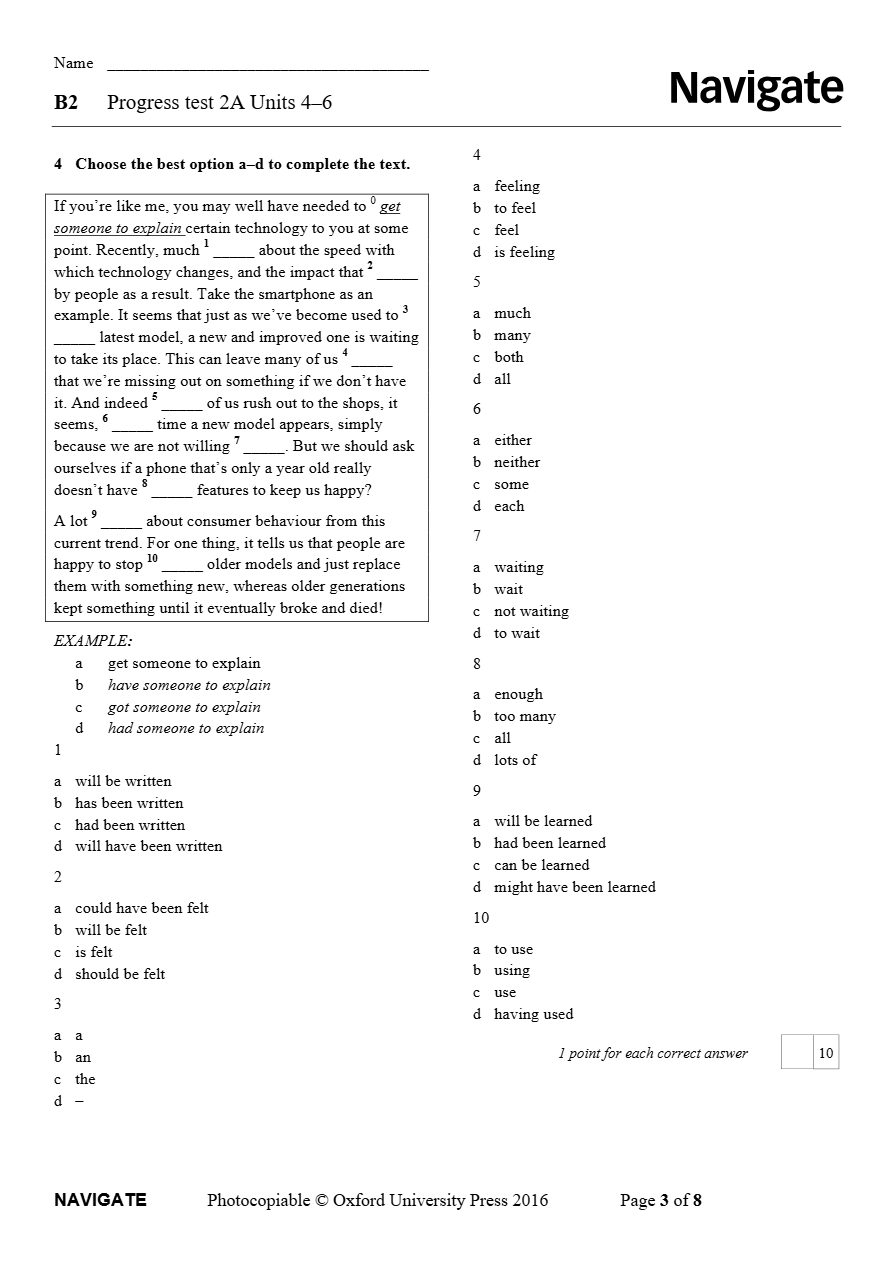 Name ________________________________________
Navigate
B2 Progress test 2A Units 4–6
4 Choose the best option a–d to complete the text.
If you’re like me, you may well have needed to 0 get
someone to explain certain technology to you at some
point. Recently, much 1 _____ about the speed with
which technology changes, and the impact that 2 _____
by people as a result. Take the smartphone as an
example. It seems that just as we’ve become used to 3
_____ latest model, a new and improved one is waiting
to take its place. This can leave many of us 4 _____
that we’re missing out on something if we don’t have
it. And indeed 5 _____ of us rush out to the shops, it
seems, 6 _____ time a new model appears, simply
because we are not willing 7 _____. But we should ask
ourselves if a phone that’s only a year old really
doesn’t have 8 _____ features to keep us happy?
A lot 9 _____ about consumer behaviour from this
current trend. For one thing, it tells us that people are
happy to stop 10 _____ older models and just replace
them with something new, whereas older generations
kept something until it eventually broke and died!
EXAMPLE:
a get someone to explain
b have someone to explain
c got someone to explain
d had someone to explain
1
a will be written
b has been written
c had been written
d will have been written
2
a could have been felt
b will be felt
c is felt
d should be felt
3
a a
b an
c the
d –
4
a feeling
b to feel
c feel
d is feeling
5
a much
b many
c both
d all
6
a either
b neither
c some
d each
7
a waiting
b wait
c not waiting
d to wait
8
a enough
b too many
c all
d lots of
9
a will be learned
b had been learned
c can be learned
d might have been learned
10
a to use
b using
c use
d having used
1 point for each correct answer 10
NAVIGATE Photocopiable © Oxford University Press 2016 Page 3 of 8